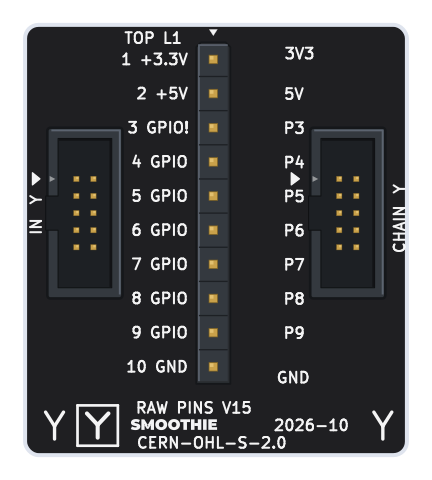 TOP L1
1 +3.3V 3V3
2 +5V 5V
3 GPIO! P3
4 GPIO P4
5 GPIO P5
6 GPIO P6
7 GPIO P7
8 GPIO P8
9 GPIO P9
10 GND GND
IN Y
CHAIN Y
RAW PINS V15
SMOOTHIE 2026-10
CERN-OHL-S-2.0
Y Y Y